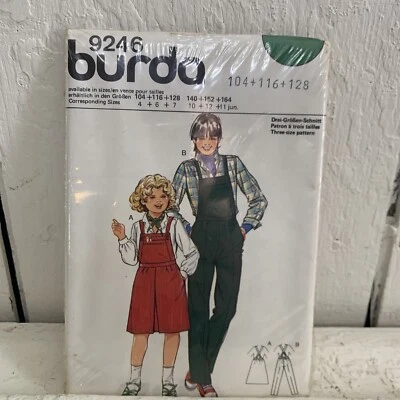 9246
burda
104+116+128
available in sizes/en vente pour tailles
erhältlich in den Größen 104+116+128 140+152+164
Corresponding Sizes 4 + 6 + 7 10 + 12 +11 jun.
Drei-Größen-Schnitt
Patron à trois tailles
Three-size pattern
B
A
A B